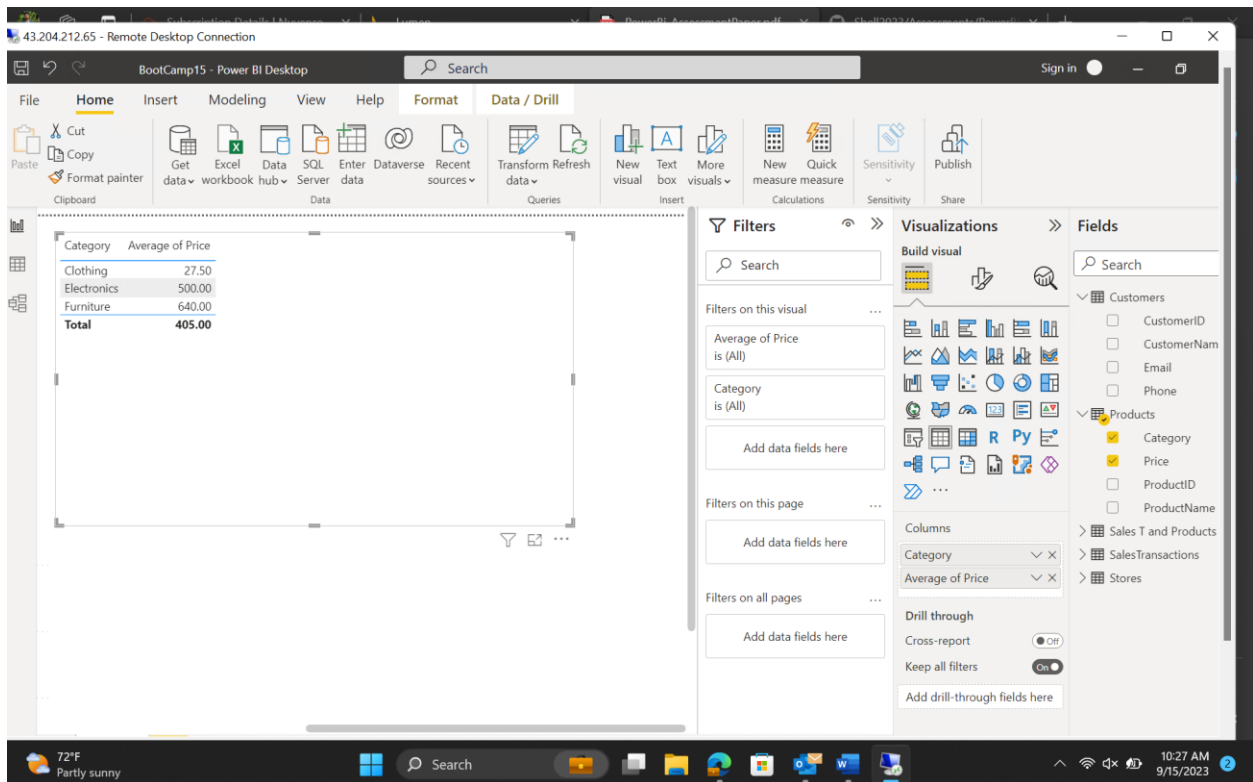 43.204.212.65 - Remote Desktop Connection
BootCamp15 - Power BI Desktop
Search
Sign in
File Home Insert Modeling View Help Format Data / Drill
Paste
Cut
Copy
Format painter
Clipboard
Get data
Excel workbook
Data hub
SQL Server
Enter data
Dataverse
Recent sources
Data
Transform data
Refresh
Queries
New visual
Text box
More visuals
Insert
New measure
Quick measure
Calculations
Sensitivity
Sensitivity
Publish
Share
Category Average of Price
Clothing 27.50
Electronics 500.00
Furniture 640.00
Total 405.00
Filters
Search
Filters on this visual ...
Average of Price
is (All)
Category
is (All)
Add data fields here
Filters on this page ...
Add data fields here
Filters on all pages ...
Add data fields here
Visualizations
Build visual
123
R Py
...
Columns
Category
Average of Price
Drill through
Cross-report Off
Keep all filters On
Add drill-through fields here
Fields
Search
Customers
CustomerID
CustomerNam
Email
Phone
Products
Category
Price
ProductID
ProductName
Sales T and Products
SalesTransactions
Stores
72°F
Partly sunny
Search
10:27 AM
9/15/2023
2